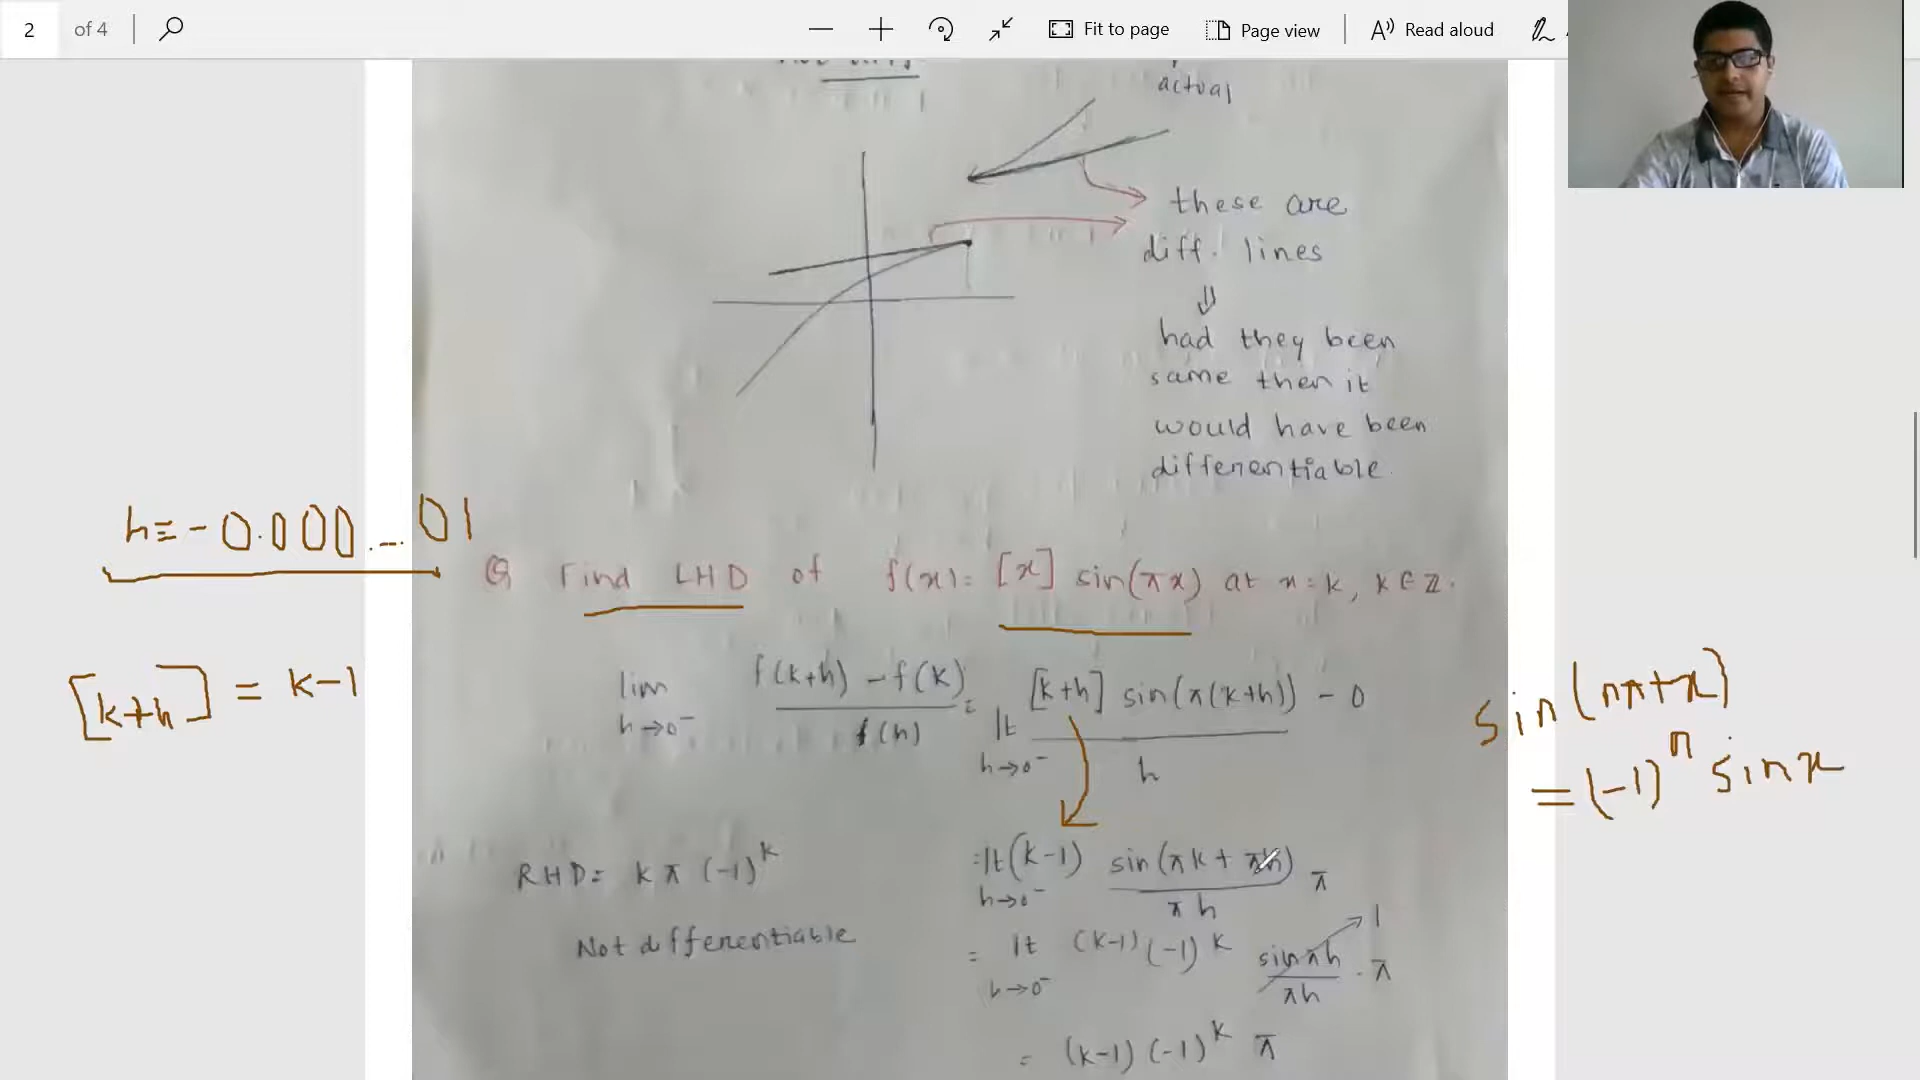 2 of 4 Fit to page Page view Read aloud
actual
these are
diff. lines
⇓
had they been
same then it
would have been
differentiable.
h = -0.000...01
Q Find LHD of f(x) = [x] sin(πx) at x = k, k ∈ Z.
[k+h] = k-1
lim h→0⁻ f(k+h) - f(k) / (h) = lt h→0⁻ [k+h] sin(π(k+h)) - 0 / h
sin(nπ+x)
= (-1)ⁿ sin x
= lt h→0⁻ (k-1) sin(πk + πh) / πh π
RHD = kπ (-1)ᵏ
Not differentiable
= lt h→0⁻ (k-1) (-1)ᵏ sin πh / πh · π → 1
= (k-1) (-1)ᵏ π